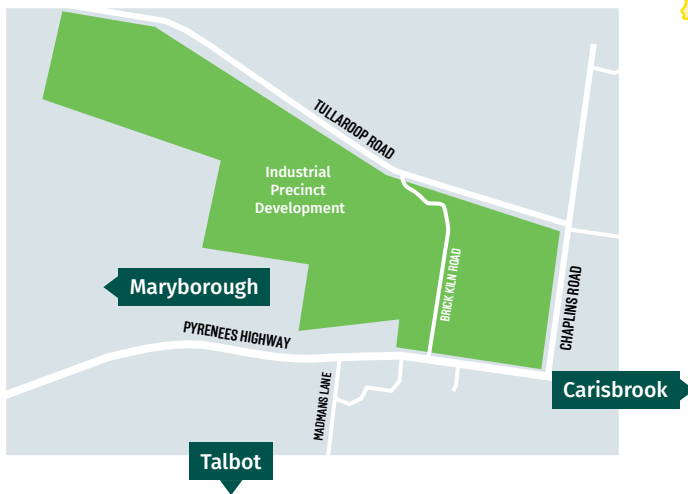 TULLAROOP ROAD
Industrial
Precinct
Development
BRICK KILN ROAD
CHAPLINS ROAD
Maryborough
PYRENEES HIGHWAY
MADMANS LANE
Carisbrook
Talbot